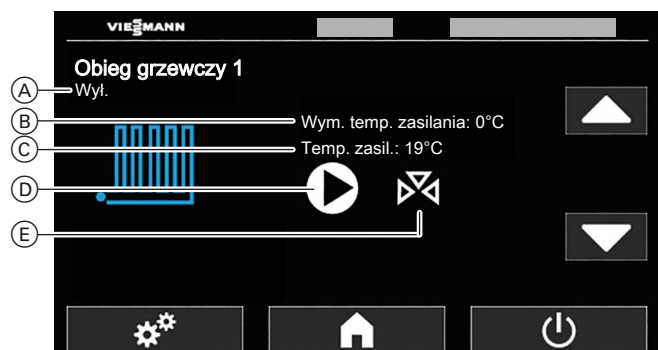 VIESMANN
Obieg grzewczy 1
A Wył.
B Wym. temp. zasilania: 0°C
C Temp. zasil.: 19°C
D
E